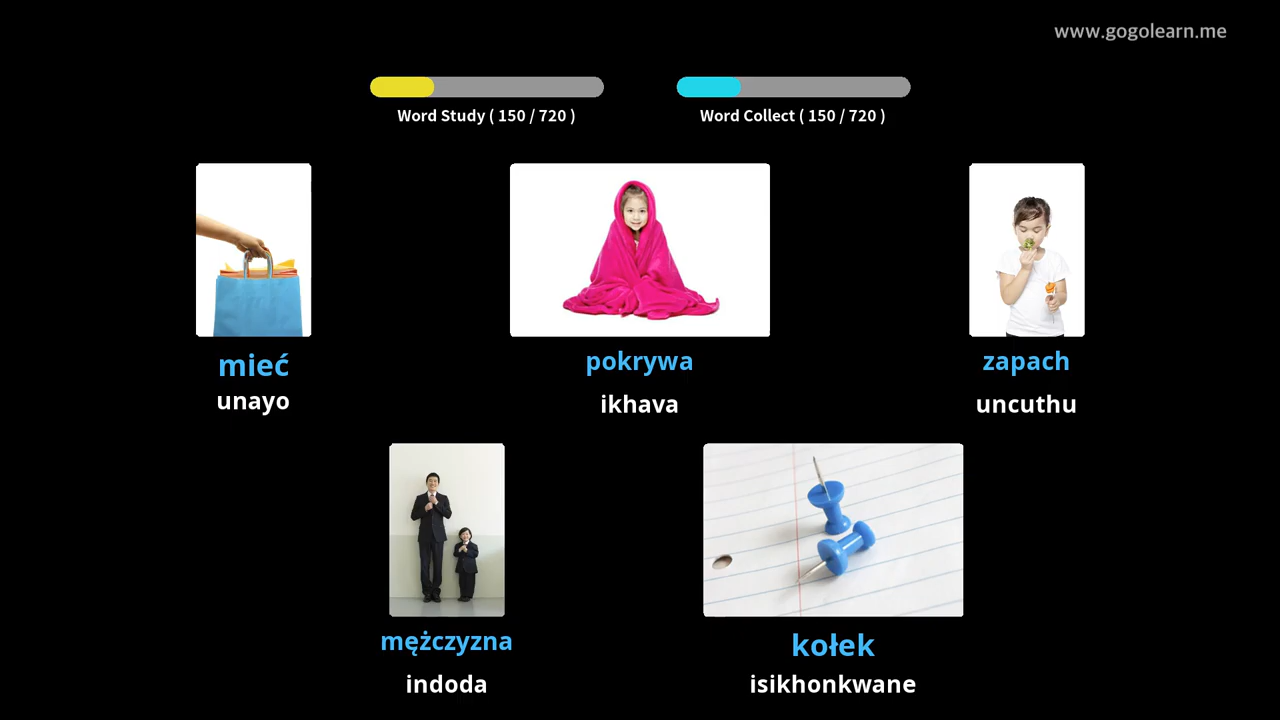 www.gogolearn.me
Word Study ( 150 / 720 )
Word Collect ( 150 / 720 )
mieć
unayo
pokrywa
ikhava
zapach
uncuthu
mężczyzna
indoda
kołek
isikhonkwane